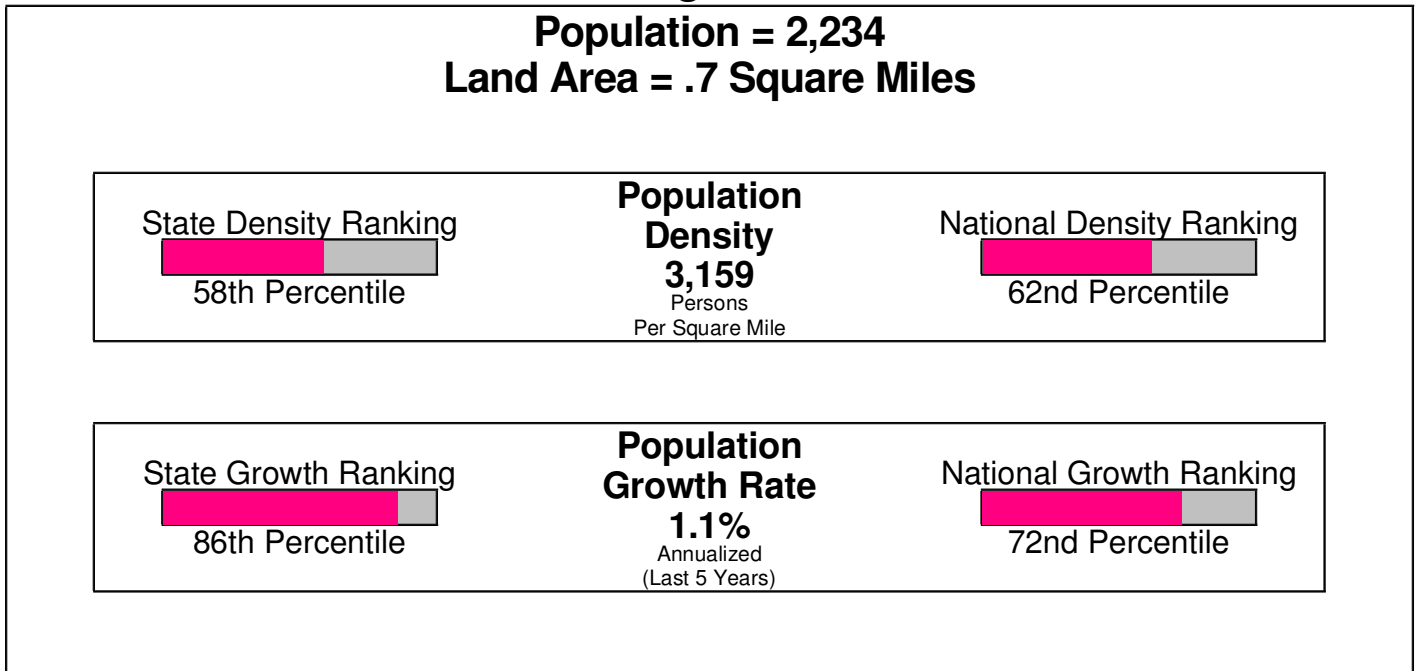 Population = 2,234
Land Area = .7 Square Miles
State Density Ranking
58th Percentile
Population
Density
3,159
Persons
Per Square Mile
National Density Ranking
62nd Percentile
State Growth Ranking
86th Percentile
Population
Growth Rate
1.1%
Annualized
(Last 5 Years)
National Growth Ranking
72nd Percentile